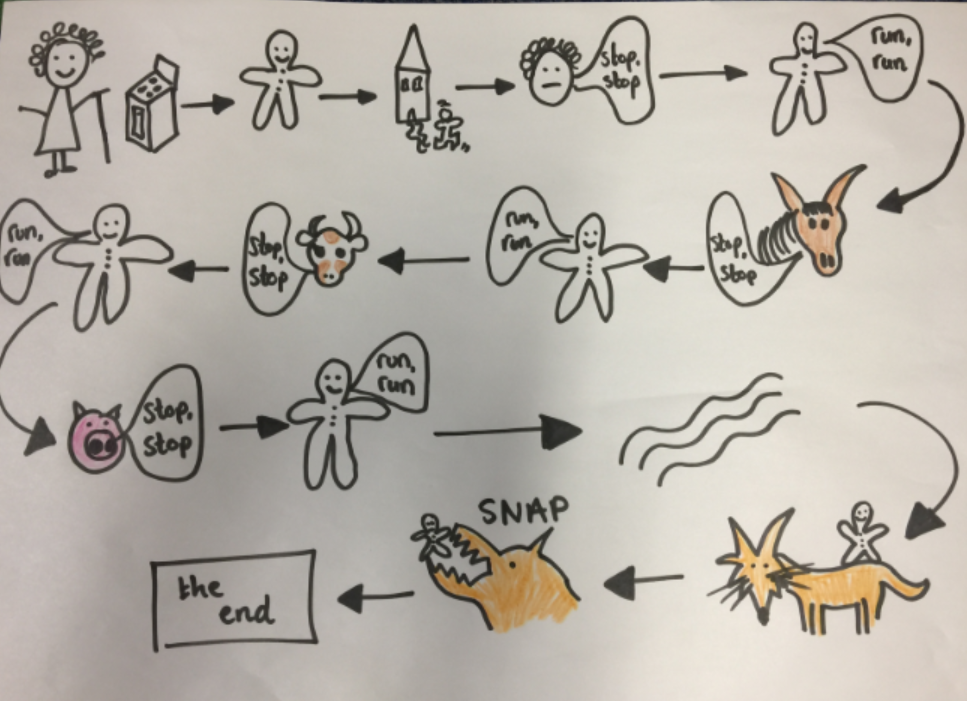 stop,
stop
run,
run
stop,
stop
run,
run
stop,
stop
run,
run
stop,
stop
run,
run
SNAP
the
end